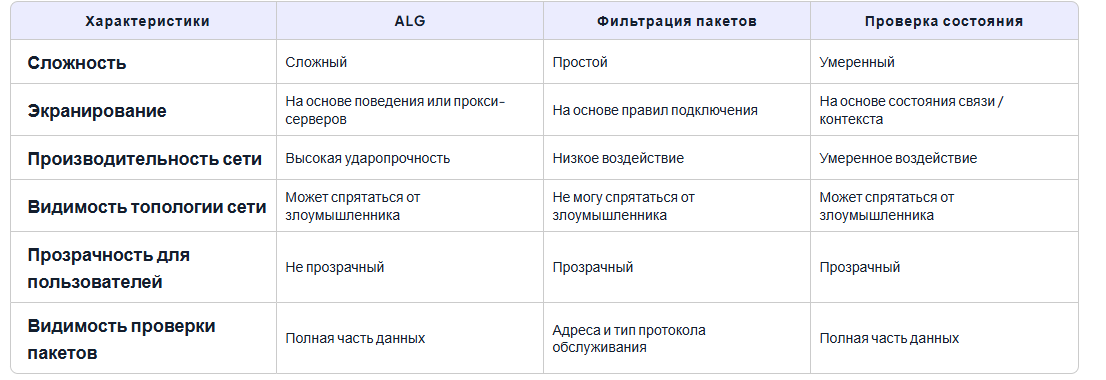 Характеристики ALG Фильтрация пакетов Проверка состояния
Сложность Сложный Простой Умеренный
Экранирование
На основе поведения или прокси-
серверов
На основе правил подключения
На основе состояния связи /
контекста
Производительность сети Высокая ударопрочность Низкое воздействие Умеренное воздействие
Видимость топологии сети
Может спрятаться от
злоумышленника
Не могу спрятаться от
злоумышленника
Может спрятаться от
злоумышленника
Прозрачность для
пользователей
Не прозрачный Прозрачный Прозрачный
Видимость проверки
пакетов
Полная часть данных
Адреса и тип протокола
обслуживания
Полная часть данных